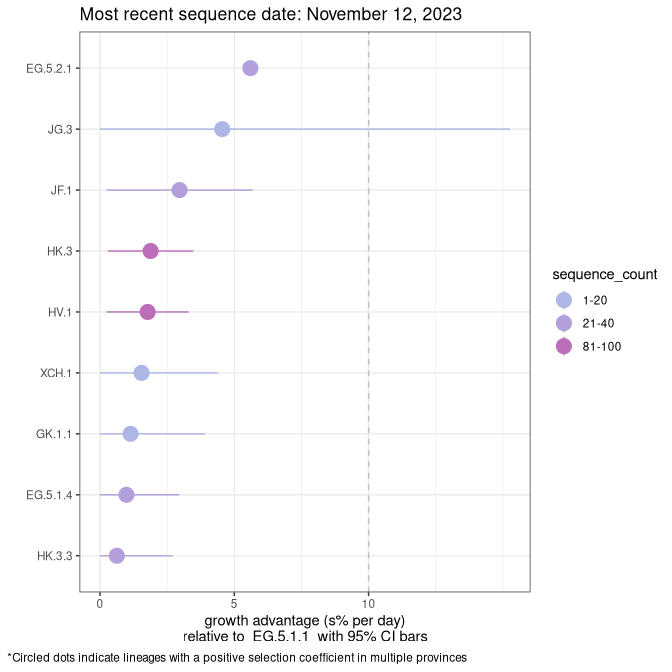 Most recent sequence date: November 12, 2023
EG.5.2.1
JG.3
JF.1
HK.3
HV.1
XCH.1
GK.1.1
EG.5.1.4
HK.3.3
0 5 10
growth advantage (s% per day)
relative to EG.5.1.1 with 95% CI bars
sequence_count
1-20
21-40
81-100
*Circled dots indicate lineages with a positive selection coefficient in multiple provinces